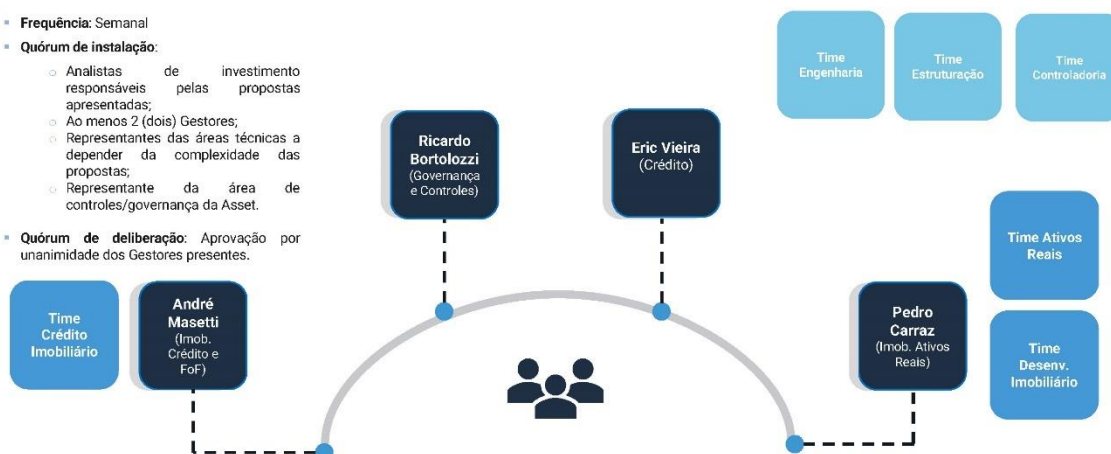 Frequência: Semanal
Quórum de instalação:
Analistas de investimento
responsáveis pelas propostas
apresentadas;
Ao menos 2 (dois) Gestores;
Representantes das áreas técnicas a
depender da complexidade das
propostas;
Representante da área de
controles/governança da Asset.
Quórum de deliberação: Aprovação por
unanimidade dos Gestores presentes.
Time
Engenharia
Time
Estruturação
Time
Controladoria
Ricardo
Bortolozzi
(Governança
e Controles)
Eric Vieira
(Crédito)
Time Ativos
Reais
Time
Crédito
Imobiliário
André
Masetti
(Imob.
Crédito e
FoF)
Pedro
Carraz
(Imob. Ativos
Reais)
Time
Desenv.
Imobiliário